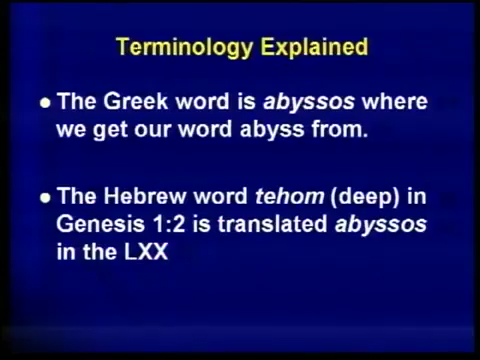 Terminology Explained
The Greek word is abyssos where
we get our word abyss from.
The Hebrew word tehom (deep) in
Genesis 1:2 is translated abyssos
in the LXX